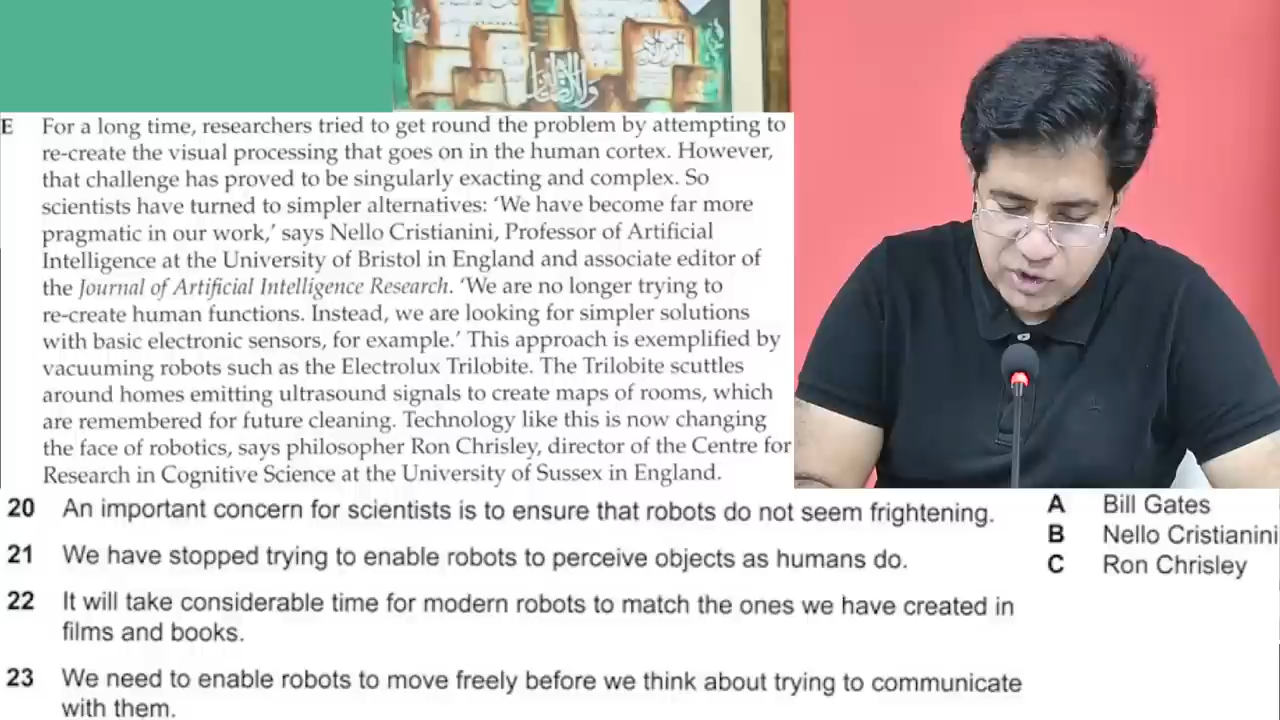 E For a long time, researchers tried to get round the problem by attempting to
re-create the visual processing that goes on in the human cortex. However,
that challenge has proved to be singularly exacting and complex. So
scientists have turned to simpler alternatives: ‘We have become far more
pragmatic in our work,’ says Nello Cristianini, Professor of Artificial
Intelligence at the University of Bristol in England and associate editor of
the Journal of Artificial Intelligence Research. ‘We are no longer trying to
re-create human functions. Instead, we are looking for simpler solutions
with basic electronic sensors, for example.’ This approach is exemplified by
vacuuming robots such as the Electrolux Trilobite. The Trilobite scuttles
around homes emitting ultrasound signals to create maps of rooms, which
are remembered for future cleaning. Technology like this is now changing
the face of robotics, says philosopher Ron Chrisley, director of the Centre for
Research in Cognitive Science at the University of Sussex in England.
20 An important concern for scientists is to ensure that robots do not seem frightening.
21 We have stopped trying to enable robots to perceive objects as humans do.
22 It will take considerable time for modern robots to match the ones we have created in
films and books.
23 We need to enable robots to move freely before we think about trying to communicate
with them.
A Bill Gates
B Nello Cristianini
C Ron Chrisley